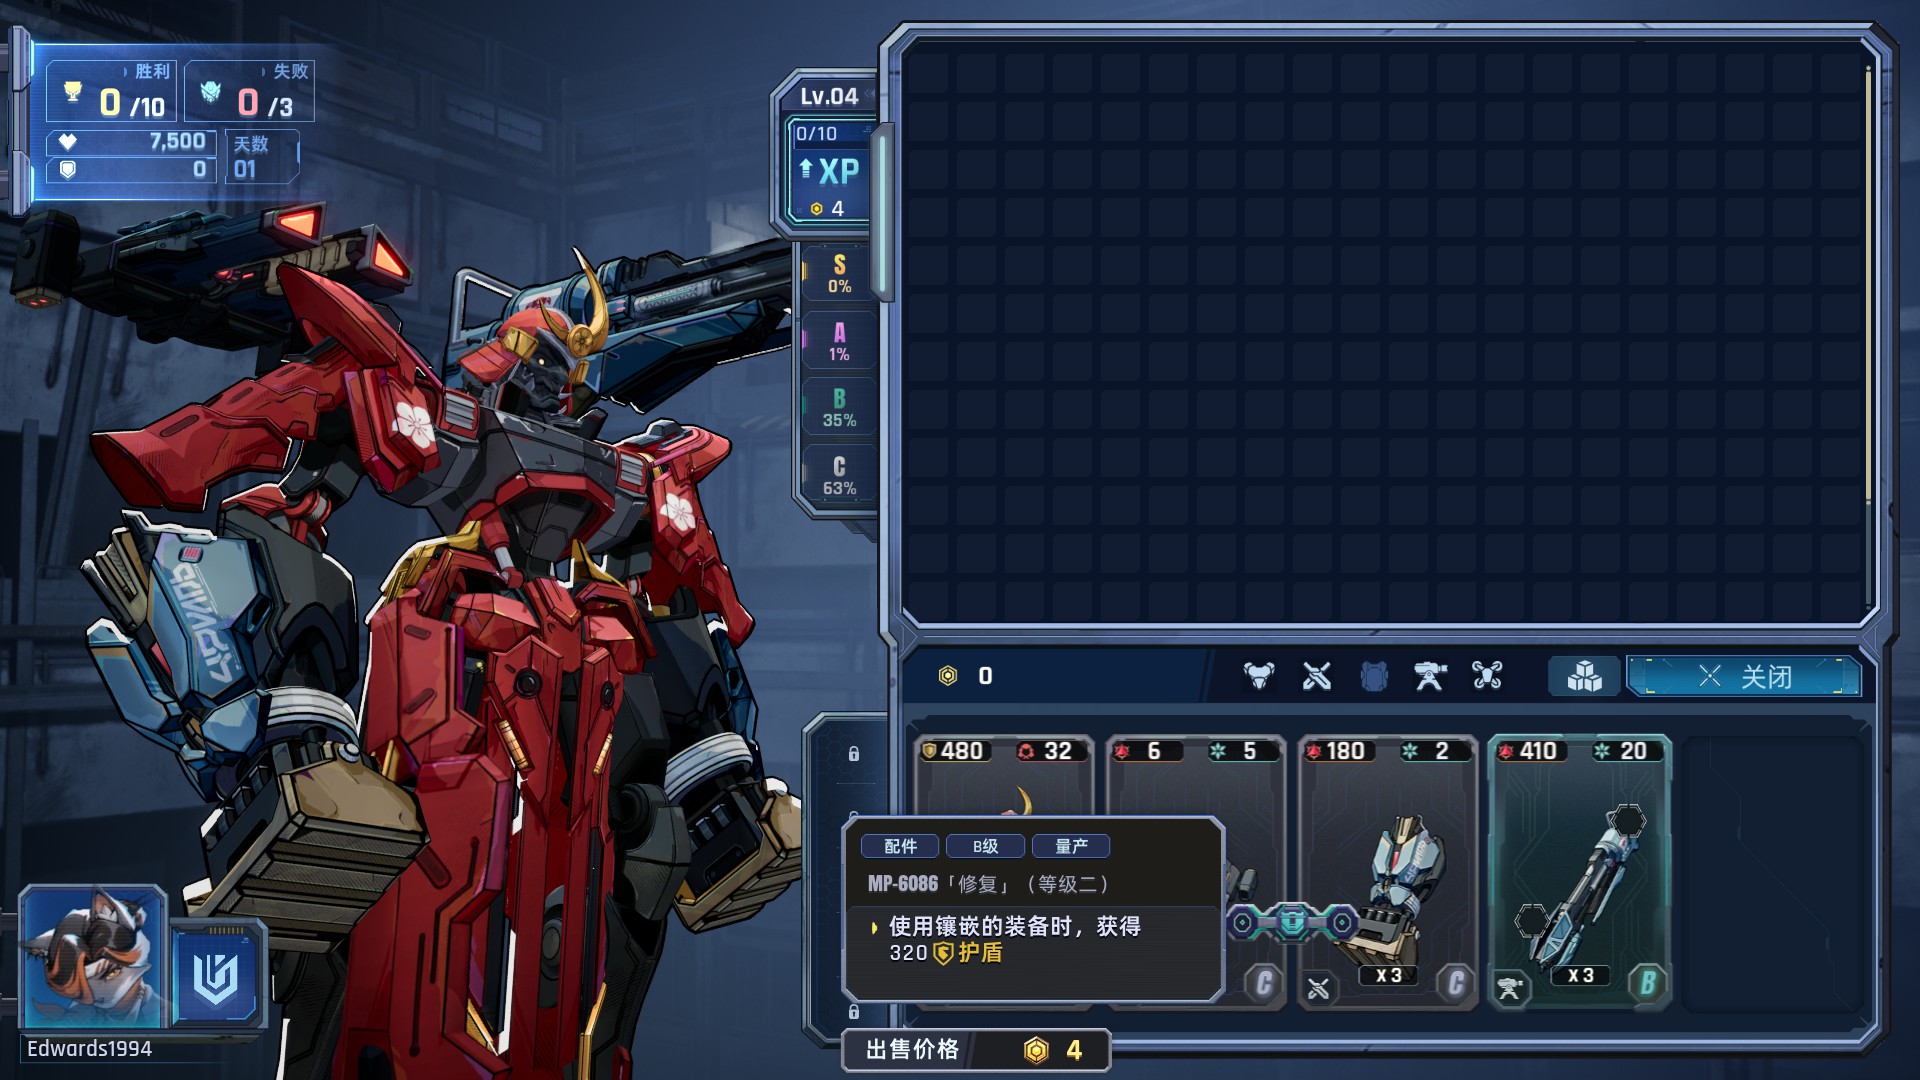 胜利
0 /10
失败
0 /3
7,500
0
天数
01
Lv.04
0/10
XP
4
S
0%
A
1%
B
35%
C
63%
0
关闭
480
32
6
5
180
2
410
20
配件
B级
量产
MP-6086「修复」（等级二）
使用镶嵌的装备时，获得
320 护盾
C
x3
C
x3
B
出售价格
4
Edwards1994